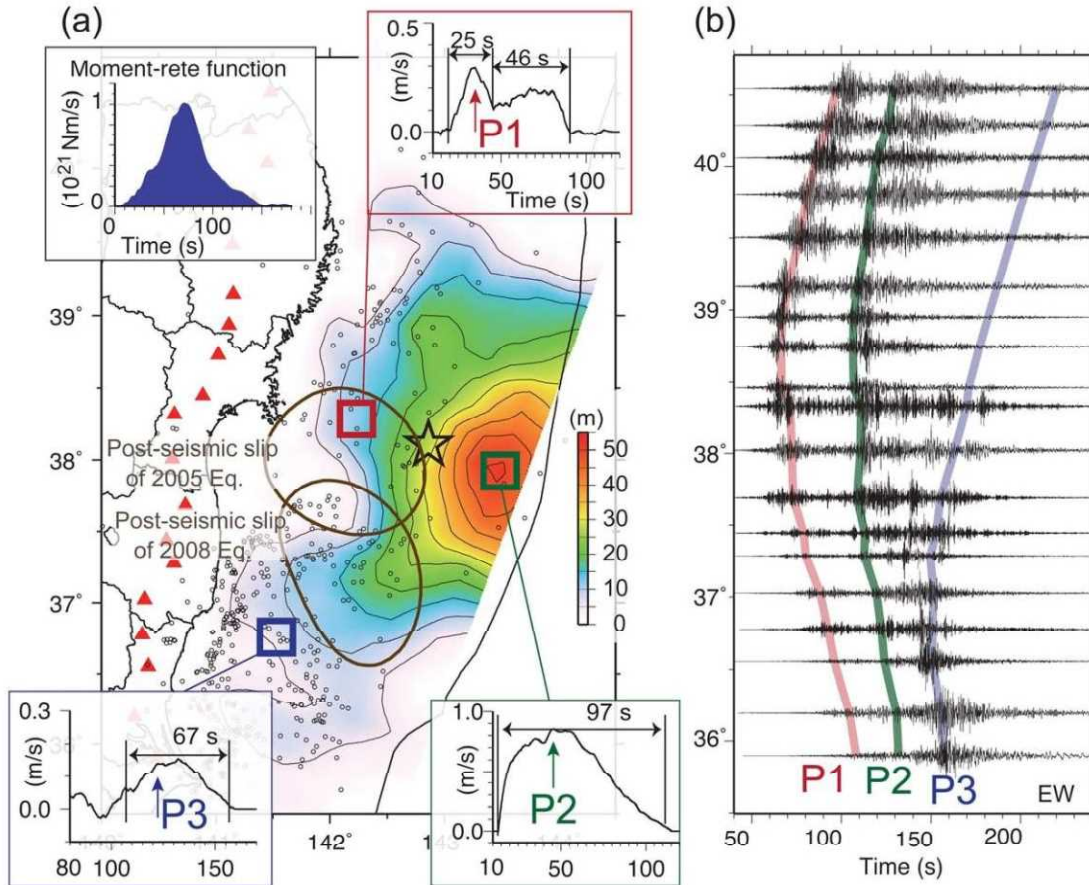 (a)
(b)
Moment-rete function
(10²¹ Nm/s)
1
0
0
100
Time (s)
0.5
(m/s)
0.0
25 s
46 s
P1
10
50
100
Time (s)
39°
38°
37°
Post-seismic slip
of 2005 Eq.
Post-seismic slip
of 2008 Eq.
(m)
50
40
30
20
10
0
0.3
(m/s)
0.0
67 s
P3
80
100
150
142°
1.0
(m/s)
0.0
97 s
P2
10
50
100
40°
39°
38°
37°
36°
P1
P2
P3
EW
50
100
150
200
Time (s)